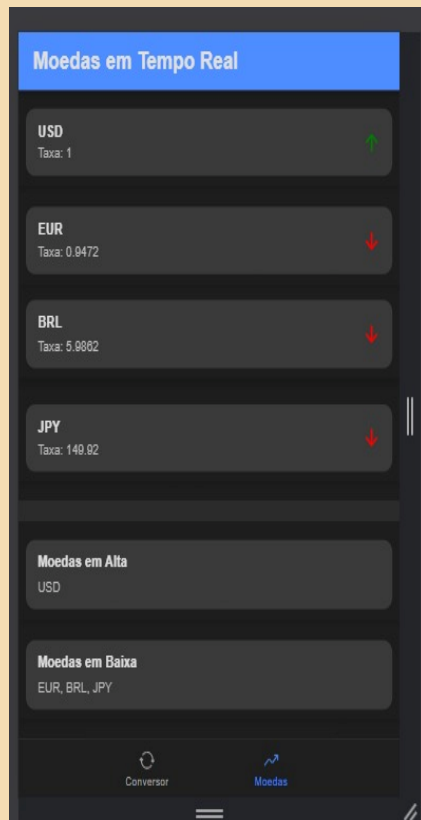 Moedas em Tempo Real
USD
Taxa: 1
EUR
Taxa: 0.9472
BRL
Taxa: 5.9862
JPY
Taxa: 149.92
Moedas em Alta
USD
Moedas em Baixa
EUR, BRL, JPY
Conversor
Moedas